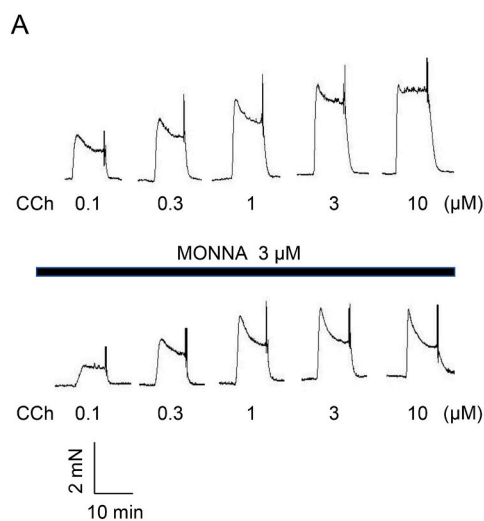 A
CCh 0.1 0.3 1 3 10 (μM)
MONNA 3 μM
CCh 0.1 0.3 1 3 10 (μM)
2 mN
10 min